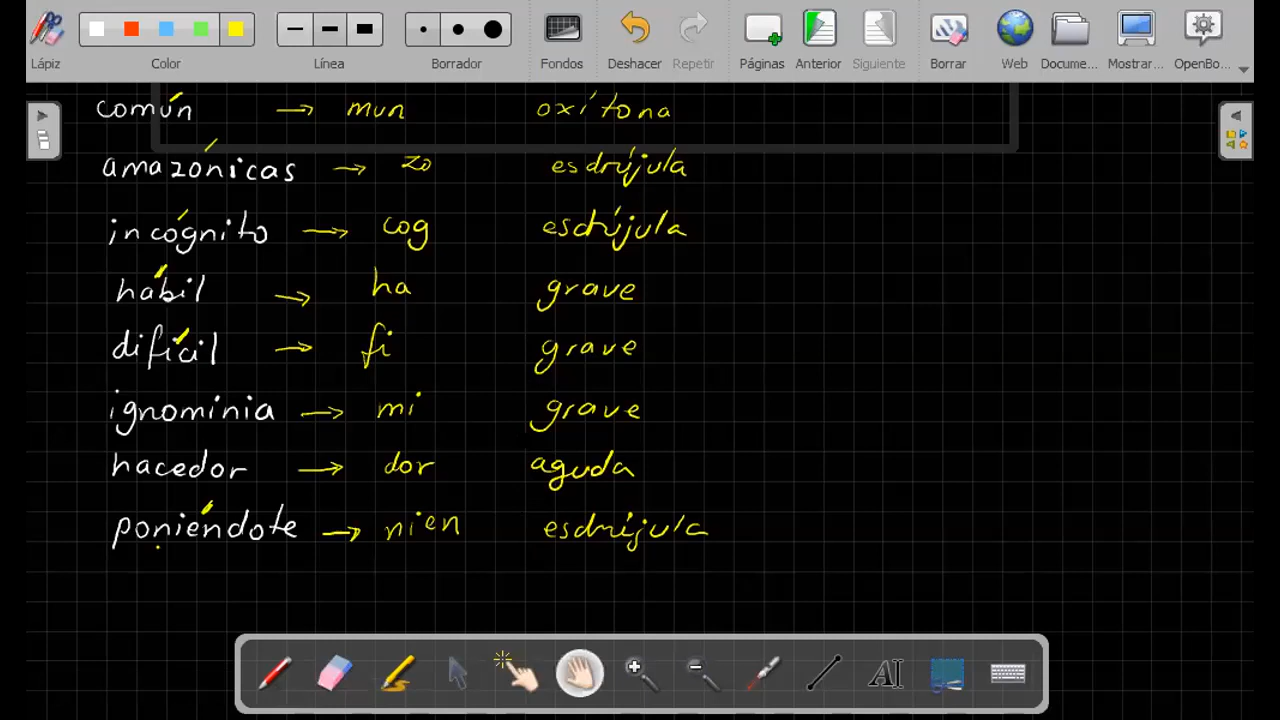 Lápiz Color Línea Borrador Fondos Deshacer Repetir Páginas Anterior Siguiente Borrar Web Docume... Mostrar... OpenBo...
común → mun oxítona
amazónicas → zo esdrújula
incógnito → cog esdrújula
hábil → ha grave
difícil → fi grave
ignominia → mi grave
hacedor → dor aguda
poniéndote → nien esdrújula
AI